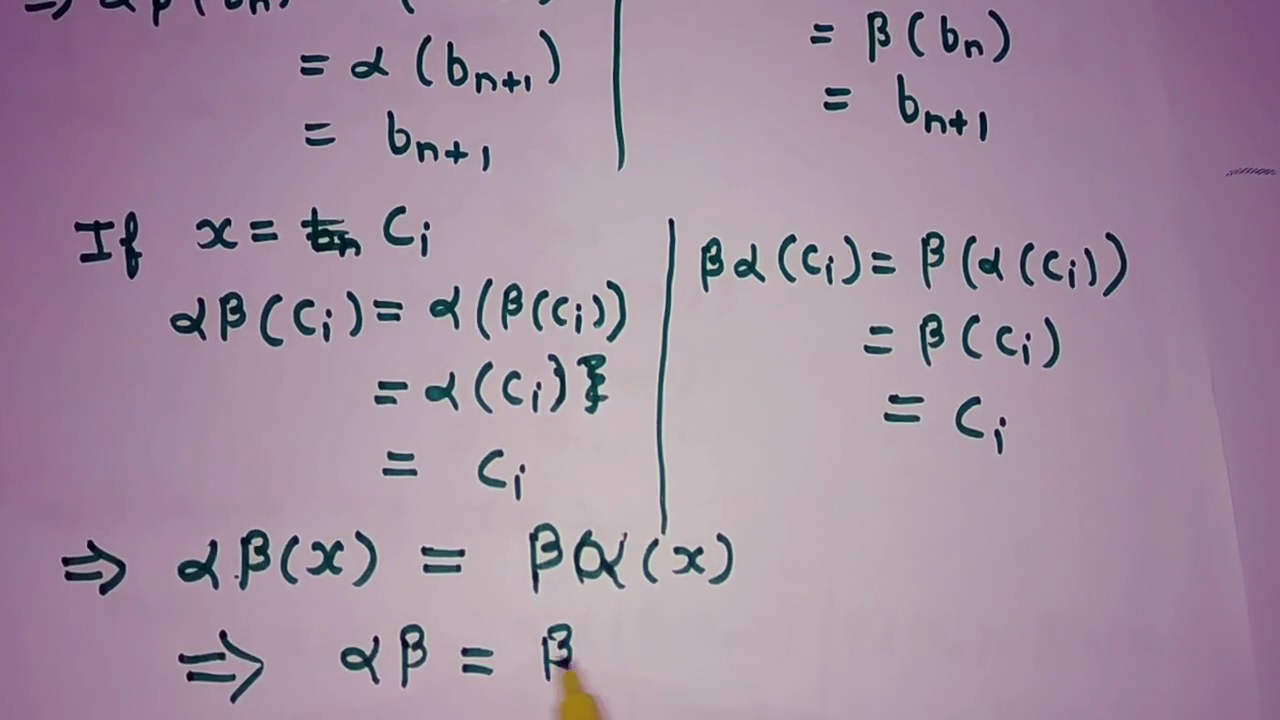 = α (bₙ₊₁)
= bₙ₊₁
= β (bₙ)
= bₙ₊₁
If x = Cᵢ
αβ (Cᵢ) = α (β(Cᵢ))
= α (Cᵢ)
= Cᵢ
βα (Cᵢ) = β (α (Cᵢ))
= β (Cᵢ)
= Cᵢ
⇒ αβ(x) = βα(x)
⇒ αβ = β